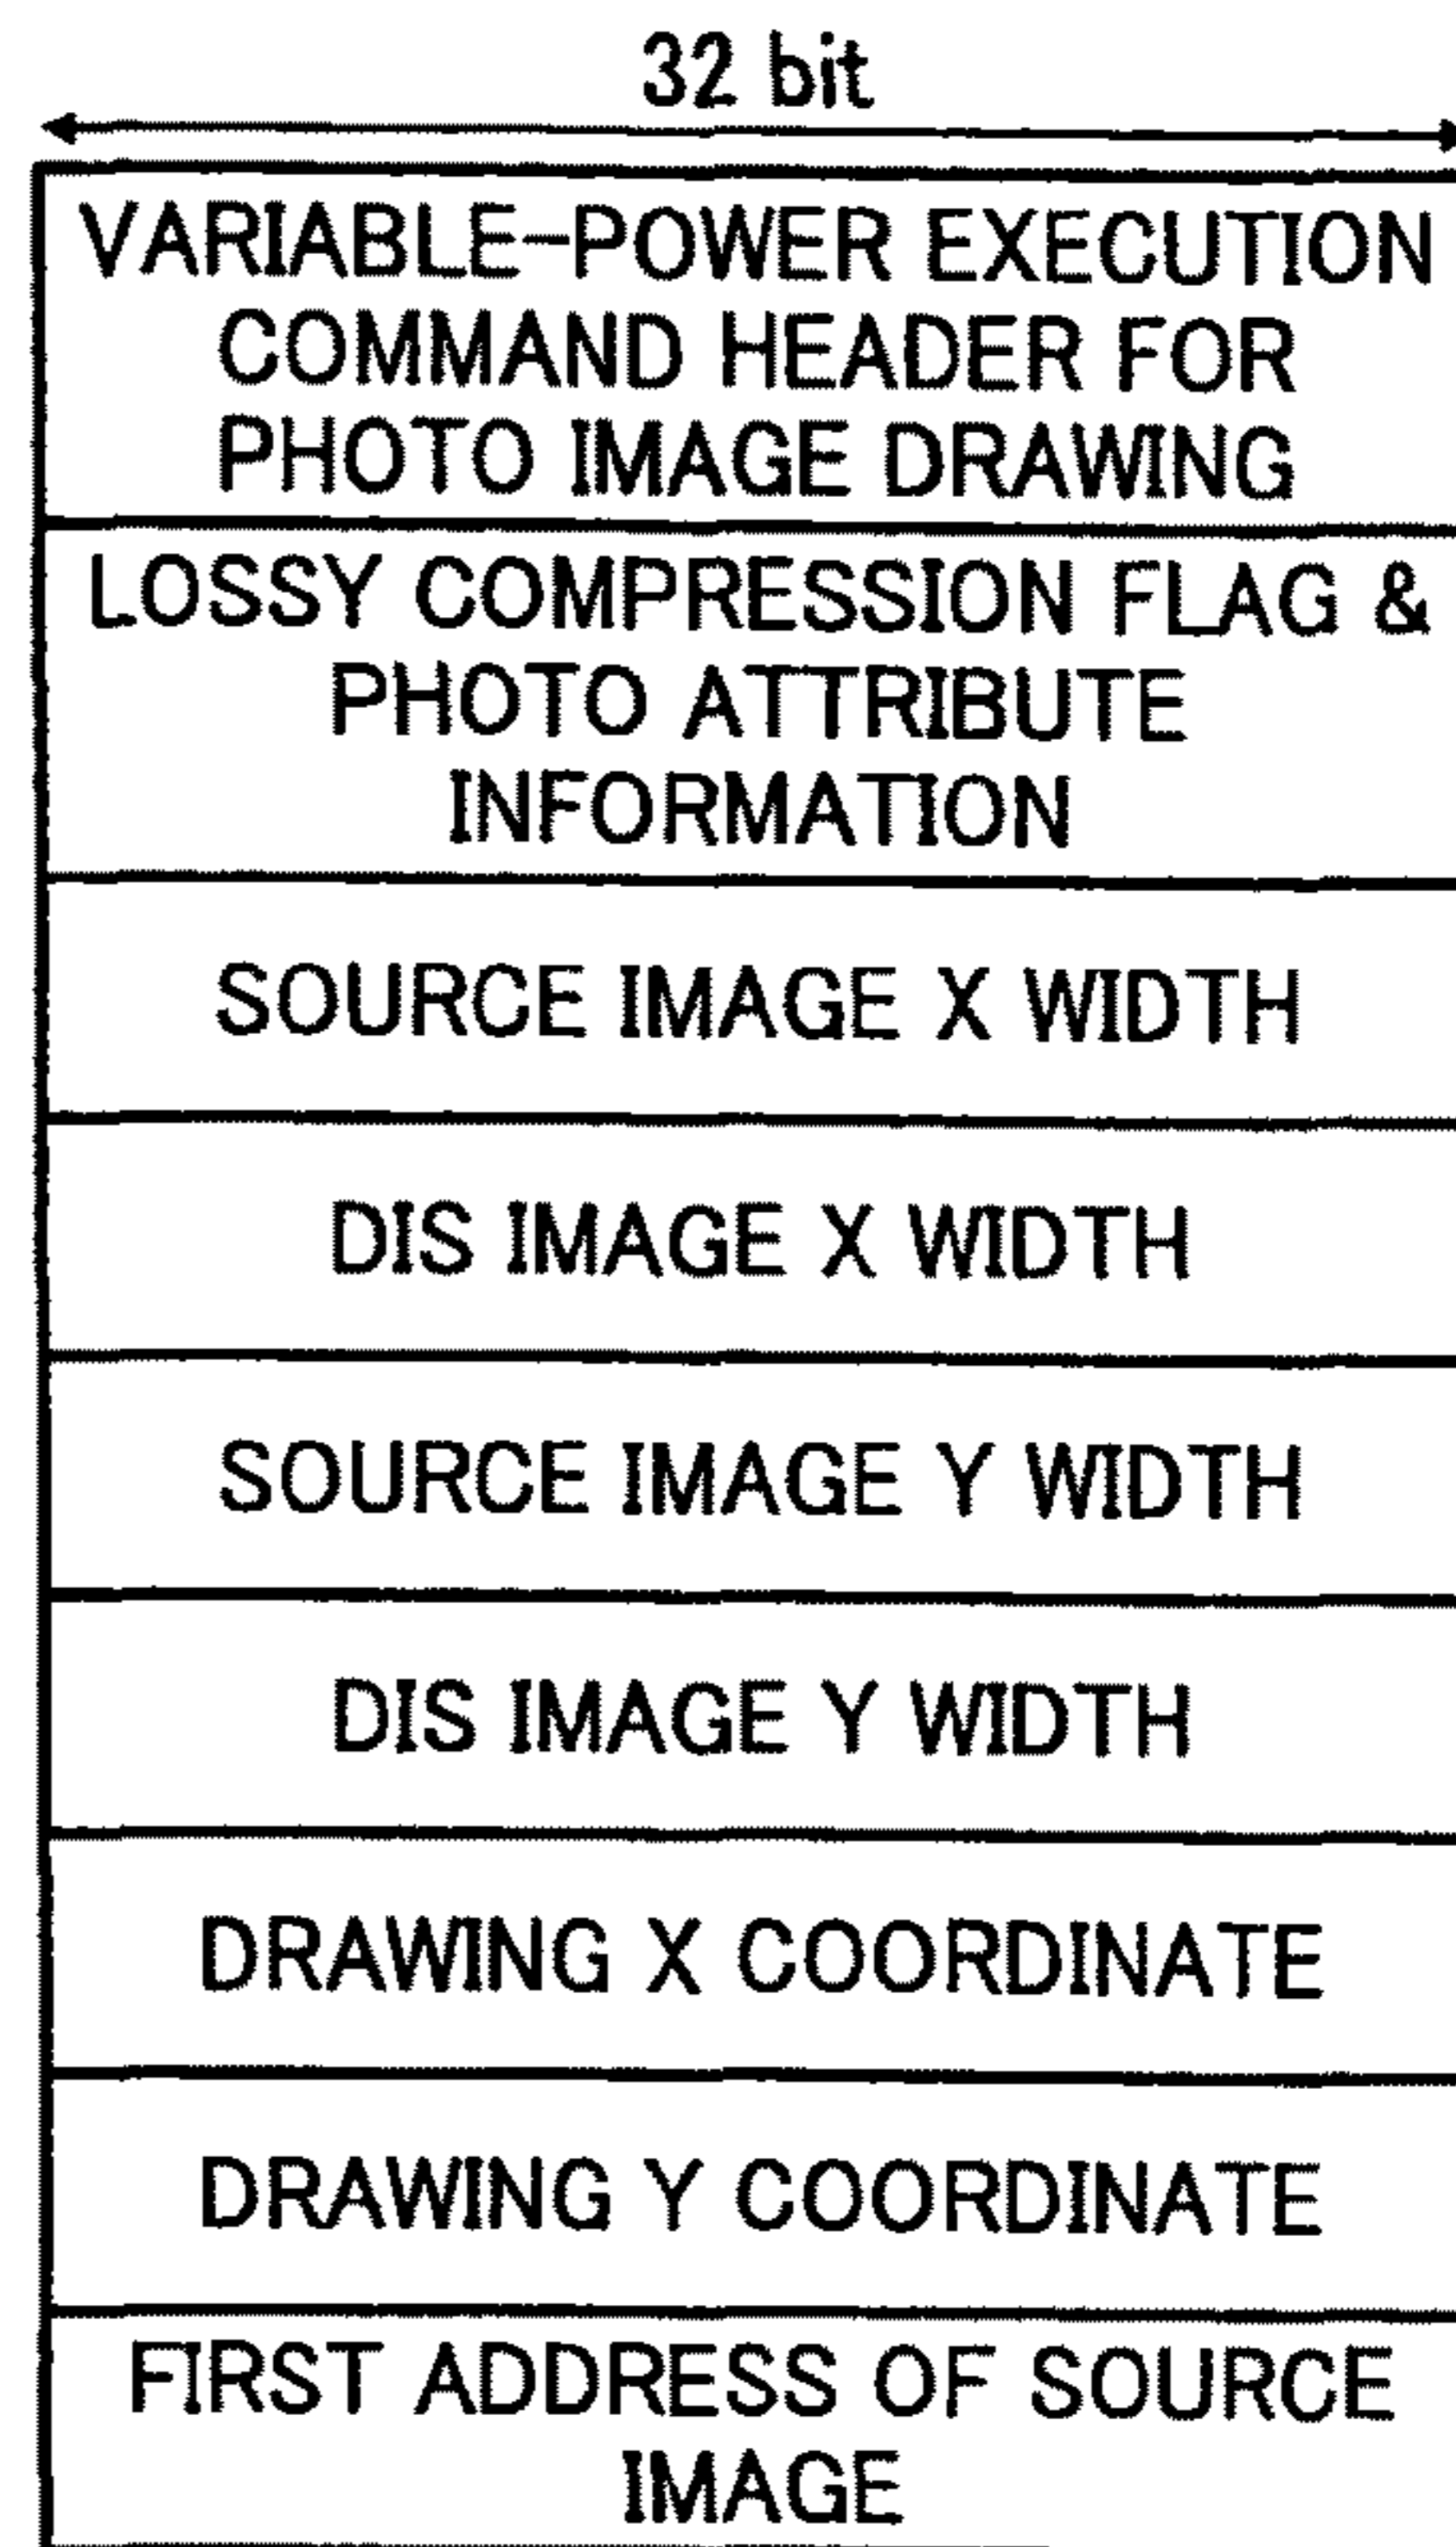 32 bit
VARIABLE-POWER EXECUTION
COMMAND HEADER FOR
PHOTO IMAGE DRAWING
LOSSY COMPRESSION FLAG &
PHOTO ATTRIBUTE
INFORMATION
SOURCE IMAGE X WIDTH
DIS IMAGE X WIDTH
SOURCE IMAGE Y WIDTH
DIS IMAGE Y WIDTH
DRAWING X COORDINATE
DRAWING Y COORDINATE
FIRST ADDRESS OF SOURCE
IMAGE